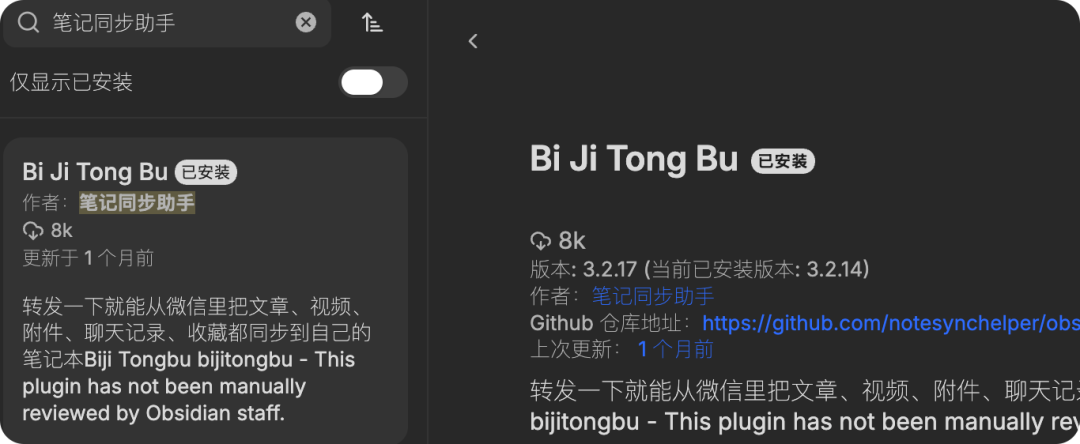 笔记同步助手
仅显示已安装
Bi Ji Tong Bu 已安装
作者：笔记同步助手
8k
更新于 1 个月前
转发一下就能从微信里把文章、视频、
附件、聊天记录、收藏都同步到自己的
笔记本Biji Tongbu bijitongbu - This
plugin has not been manually
reviewed by Obsidian staff.
Bi Ji Tong Bu 已安装
8k
版本: 3.2.17 (当前已安装版本: 3.2.14)
作者：笔记同步助手
Github 仓库地址：https://github.com/notesynchelper/obs
上次更新： 1 个月前
转发一下就能从微信里把文章、视频、附件、聊天记
bijitongbu - This plugin has not been manually rev